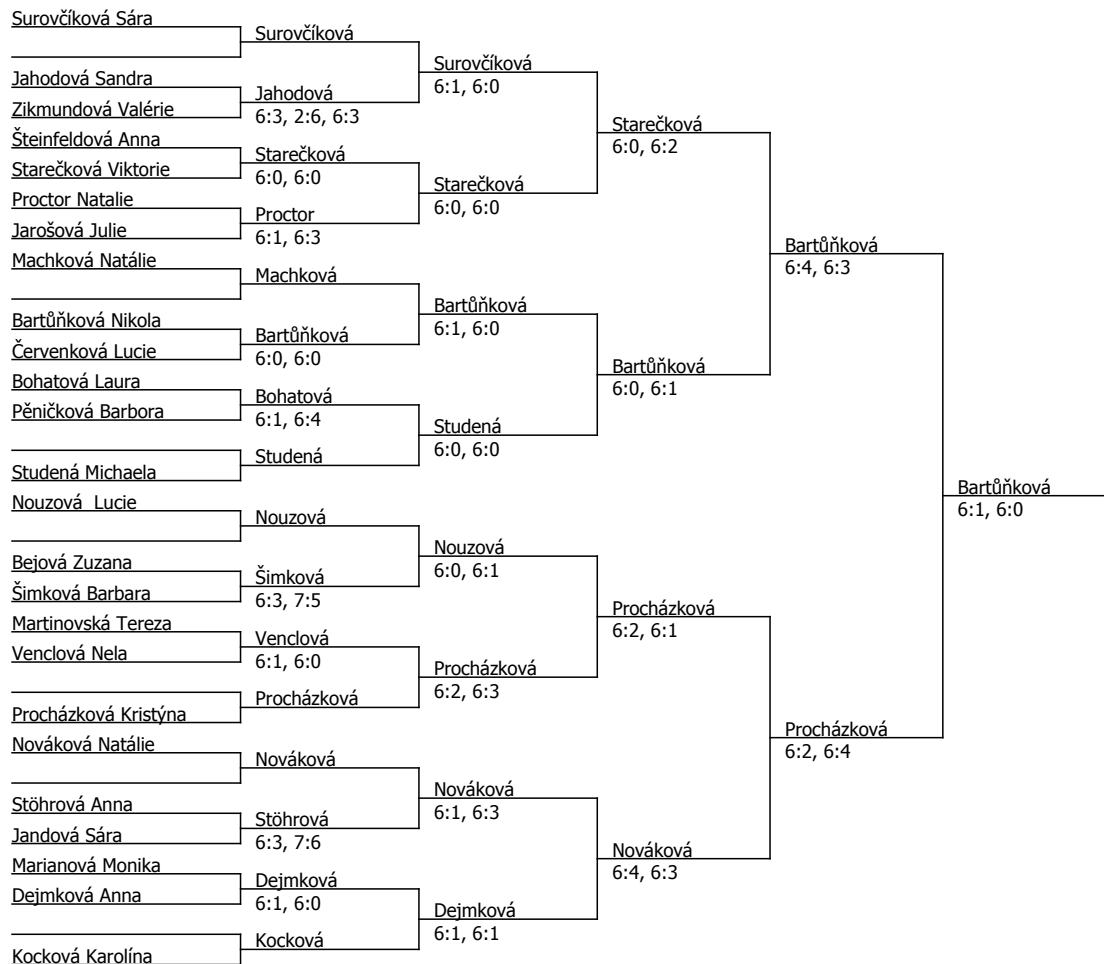 Surovčíková Sára
Jahodová Sandra
Zikmundová Valérie
Šteinfeldová Anna
Starečková Viktorie
Proctor Natalie
Jarošová Julie
Machková Natálie
Bartůňková Nikola
Červenková Lucie
Bohatová Laura
Pěničková Barbora
Studená Michaela
Nouzová  Lucie
Bejová Zuzana
Šimková Barbara
Martinovská Tereza
Venclová Nela
Procházková Kristýna
Nováková Natálie
Stöhrová Anna
Jandová Sára
Marianová Monika
Dejmková Anna
Kocková Karolína
Surovčíková
Jahodová
6:3, 2:6, 6:3
Starečková
6:0, 6:0
Proctor
6:1, 6:3
Machková
Bartůňková
6:0, 6:0
Bohatová
6:1, 6:4
Studená
Nouzová
Šimková
6:3, 7:5
Venclová
6:1, 6:0
Procházková
Nováková
Stöhrová
6:3, 7:6
Dejmková
6:1, 6:0
Kocková
Surovčíková
6:1, 6:0
Starečková
6:0, 6:0
Bartůňková
6:1, 6:0
Studená
6:0, 6:0
Nouzová
6:0, 6:1
Procházková
6:2, 6:3
Nováková
6:1, 6:3
Dejmková
6:1, 6:1
Starečková
6:0, 6:2
Bartůňková
6:0, 6:1
Procházková
6:2, 6:1
Nováková
6:4, 6:3
Bartůňková
6:4, 6:3
Procházková
6:2, 6:4
Bartůňková
6:1, 6:0